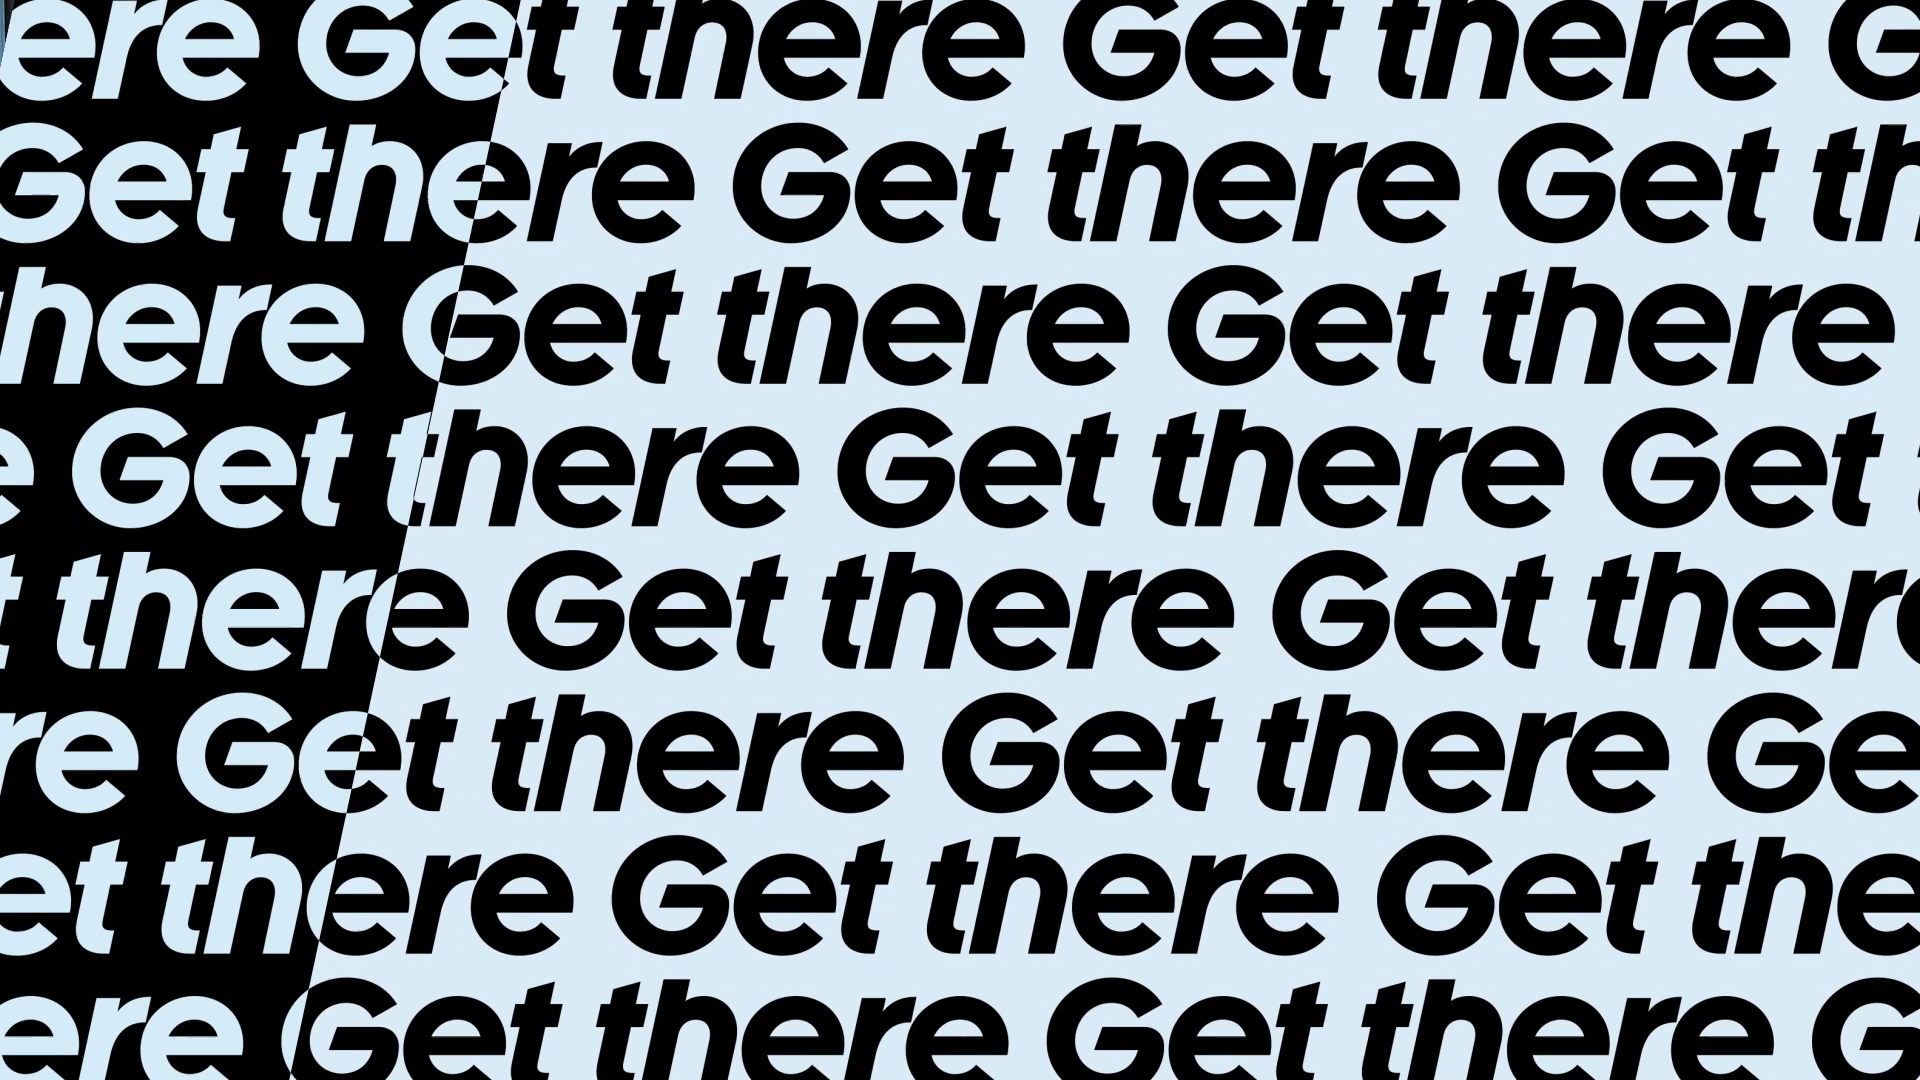 ere Get there Get there G
Get there Get there Get th
here Get there Get there
e Get there Get there Get t
t there Get there Get there
re Get there Get there Ge
et there Get there Get the
ere Get there Get there G